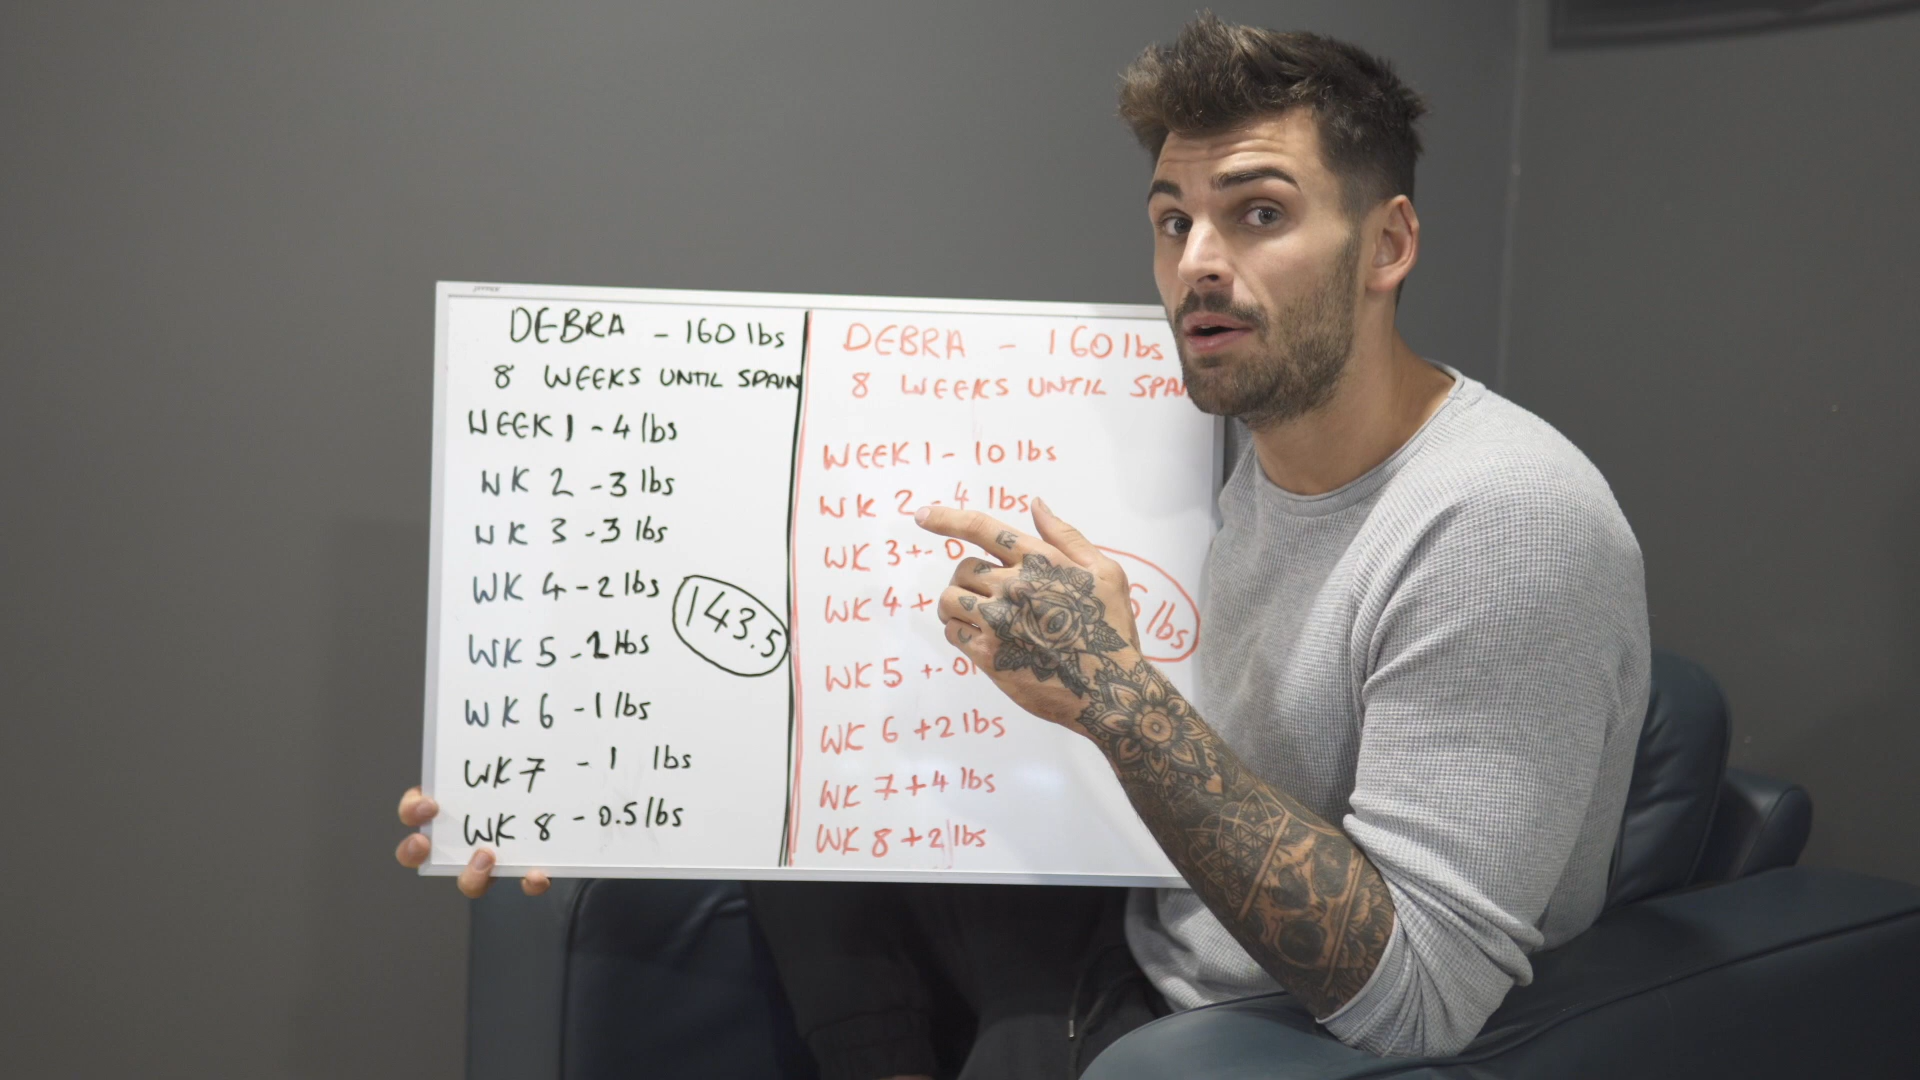 DEBRA - 160 lbs
8 WEEKS UNTIL SPAIN
WEEK 1 - 4 lbs
WK 2 - 3 lbs
WK 3 - 3 lbs
WK 4 - 2 lbs
WK 5 - 2 lbs
WK 6 - 1 lbs
WK 7 - 1 lbs
WK 8 - 0.5 lbs
143.5
DEBRA - 160 lbs
8 WEEKS UNTIL
WEEK 1 - 10 lbs
WK 2 - 4 lbs
WK 3 +- 0
WK 4 +
WK 5 +- 0
WK 6 +2 lbs
WK 7 +4 lbs
WK 8 +2 lbs
lbs